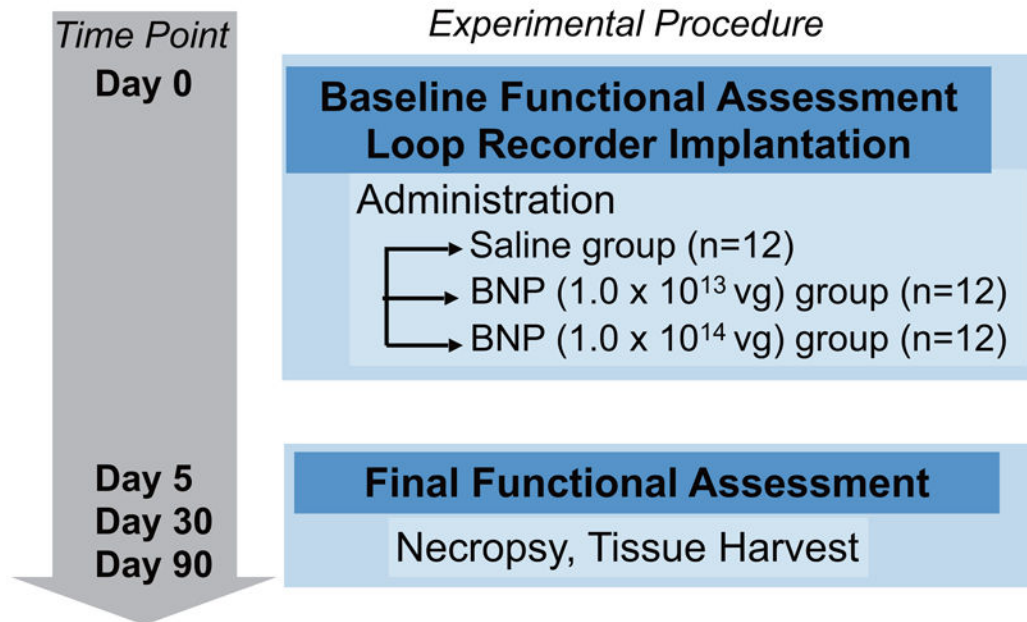 Time Point
Experimental Procedure
Day 0
Baseline Functional Assessment
Loop Recorder Implantation
Administration
Saline group (n=12)
BNP (1.0 x 10¹³ vg) group (n=12)
BNP (1.0 x 10¹⁴ vg) group (n=12)
Day 5
Day 30
Day 90
Final Functional Assessment
Necropsy, Tissue Harvest